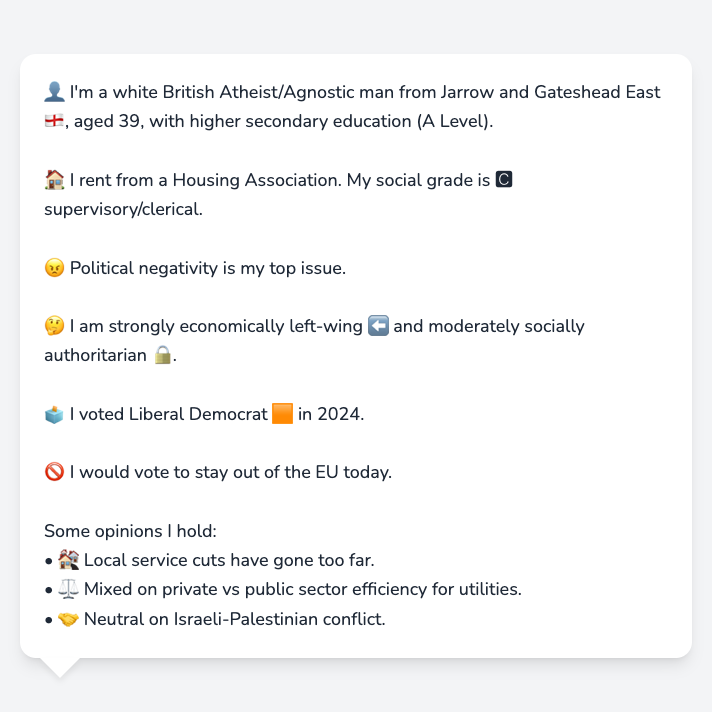 👤 I'm a white British Atheist/Agnostic man from Jarrow and Gateshead East
🏴󠁧󠁢󠁥󠁮󠁧󠁿, aged 39, with higher secondary education (A Level).
🏠 I rent from a Housing Association. My social grade is C
supervisory/clerical.
😠 Political negativity is my top issue.
🤔 I am strongly economically left-wing ⬅️ and moderately socially
authoritarian 🔒.
🗳️ I voted Liberal Democrat 🟧 in 2024.
🚫 I would vote to stay out of the EU today.
Some opinions I hold:
• 🏚️ Local service cuts have gone too far.
• ⚖️ Mixed on private vs public sector efficiency for utilities.
• 🤝 Neutral on Israeli-Palestinian conflict.